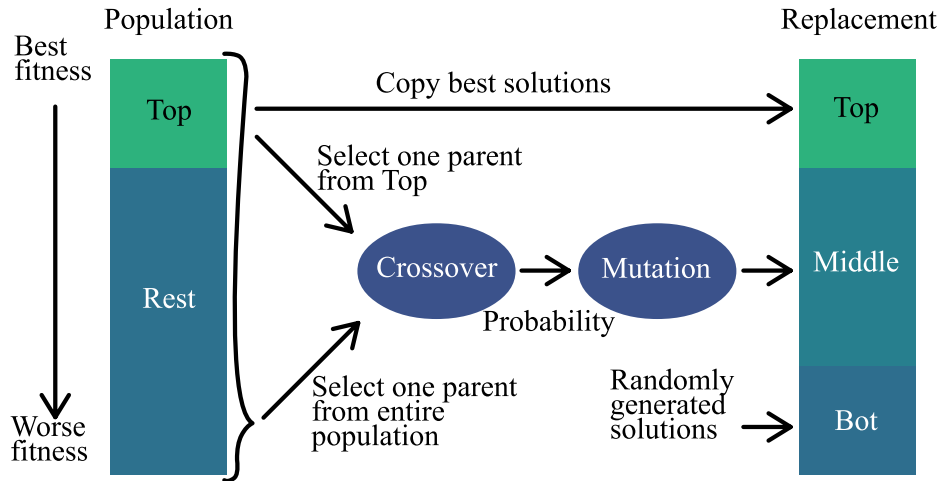 Population
Replacement
Best
fitness
Top
Copy best solutions
Top
Select one parent
from Top
Crossover
Mutation
Middle
Rest
Probability
Select one parent
from entire
population
Randomly
generated
solutions
Bot
Worse
fitness